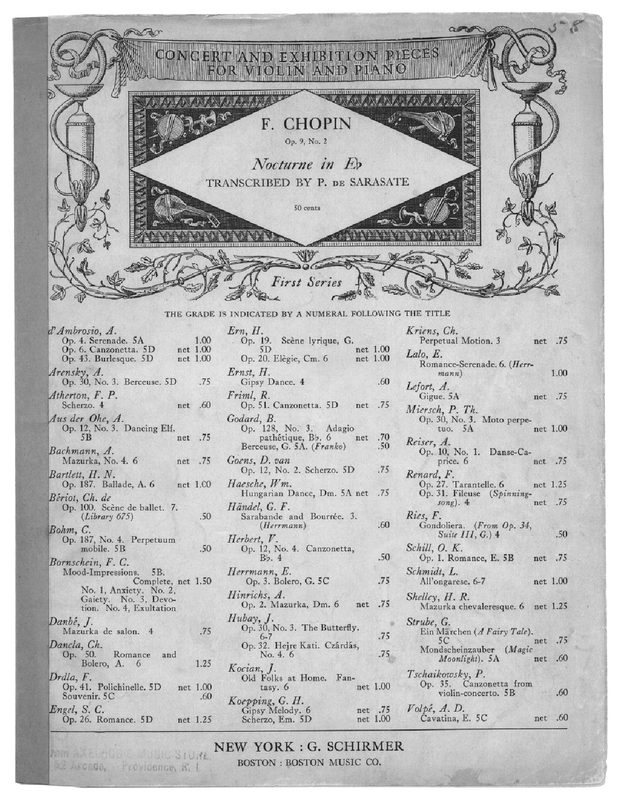 CONCERT AND EXHIBITION PIECES
FOR VIOLIN AND PIANO
F. CHOPIN
Op. 9, No. 2
Nocturne in E♭
TRANSCRIBED BY P. DE SARASATE
50 cents
First Series
THE GRADE IS INDICATED BY A NUMERAL FOLLOWING THE TITLE
d'Ambrosio, A.
Op. 4. Serenade. 5A 1.00
Op. 6. Canzonetta. 5D net 1.00
Op. 43. Burlesque. 5D net 1.00
Arensky, A.
Op. 30, No. 3. Berceuse. 5D .75
Atherton, F. P.
Scherzo. 4 net .60
Aus der Ohe, A.
Op. 12, No. 3. Dancing Elf.
5B net .75
Bachmann, A.
Mazurka, No. 4. 6 net .75
Bartlett, H. N.
Op. 187. Ballade, A. 6 net 1.00
Bériot, Ch. de
Op. 100. Scène de ballet. 7.
(Library 675) .50
Bohm, C.
Op. 187, No. 4. Perpetuum
mobile. 5B .50
Bornschein, F. C.
Mood-Impressions. 5B.
Complete, net 1.50
No. 1, Anxiety. No. 2,
Gaiety. No. 3, Devo-
tion. No. 4, Exultation
Danbé, J.
Mazurka de salon. 4 .75
Dancla, Ch.
Op. 50. Romance and
Bolero, A. 6 1.25
Drdla, F.
Op. 41. Polichinelle. 5D net 1.00
Souvenir. 5C .60
Engel, S. C.
Op. 26. Romance. 5D net 1.25
Ern, H.
Op. 19. Scène lyrique, G.
5D net 1.00
Op. 20. Elègie, Cm. 6 net 1.00
Ernst, H.
Gipsy Dance. 4 .60
Friml, R.
Op. 51. Canzonetta. 5D net .75
Godard, B.
Op. 128, No. 3. Adagio
pathétique, B♭. 6 net .70
Berceuse, G. 5A. (Franko) .50
Goens, D. van
Op. 12, No. 2. Scherzo. 5D .75
Haesche, Wm.
Hungarian Dance, Dm. 5A net .75
Händel, G. F.
Sarabande and Bourrée. 3.
(Herrmann) .60
Herbert, V.
Op. 12, No. 4. Canzonetta,
B♭. 4 .50
Herrmann, E.
Op. 3. Bolero, G. 5C .75
Hinrichs, A.
Op. 2. Mazurka, Dm. 6 net .75
Hubay, J.
Op. 30, No. 3. The Butterfly.
6-7 .75
Op. 32. Hejre Kati. Czárdás,
No. 4. 6 .75
Kocian, J.
Old Folks at Home. Fan-
tasy. 6 net 1.00
Koepping, G. H.
Gipsy Melody. 6 net .75
Scherzo, Em. 5D net 1.00
Kriens, Ch.
Perpetual Motion. 3 net .75
Lalo, E.
Romance-Serenade. 6. (Herr-
mann) 1.00
Lefort, A.
Gigue. 5A net .75
Miersch, P. Th.
Op. 30, No. 3. Moto perpe-
tuo. 5A net 1.00
Reiser, A.
Op. 10, No. 1. Danse-Ca-
price. 6 net .75
Renard, F.
Op. 27. Tarantelle. 6 net 1.25
Op. 31. Fileuse (Spinning-
song). 4 net .75
Ries, F.
Gondoliera. (From Op. 34,
Suite III, G.) 4 .50
Schill, O. K.
Op. 1. Romance, E. 5B net .75
Schmidt, L.
All'ongarese. 6-7 net 1.00
Shelley, H. R.
Mazurka chevaleresque. 6 net 1.25
Strube, G.
Ein Märchen (A Fairy Tale).
5C net .75
Mondscheinzauber (Magic
Moonlight). 5A net .60
Tschaikowsky, P.
Op. 35. Canzonetta from
violin-concerto. 5B .60
Volpé, A. D.
Cavatina, E. 5C net .60
NEW YORK : G. SCHIRMER
BOSTON : BOSTON MUSIC CO.
MUSIC STORE
Arcade, Providence, R. I.